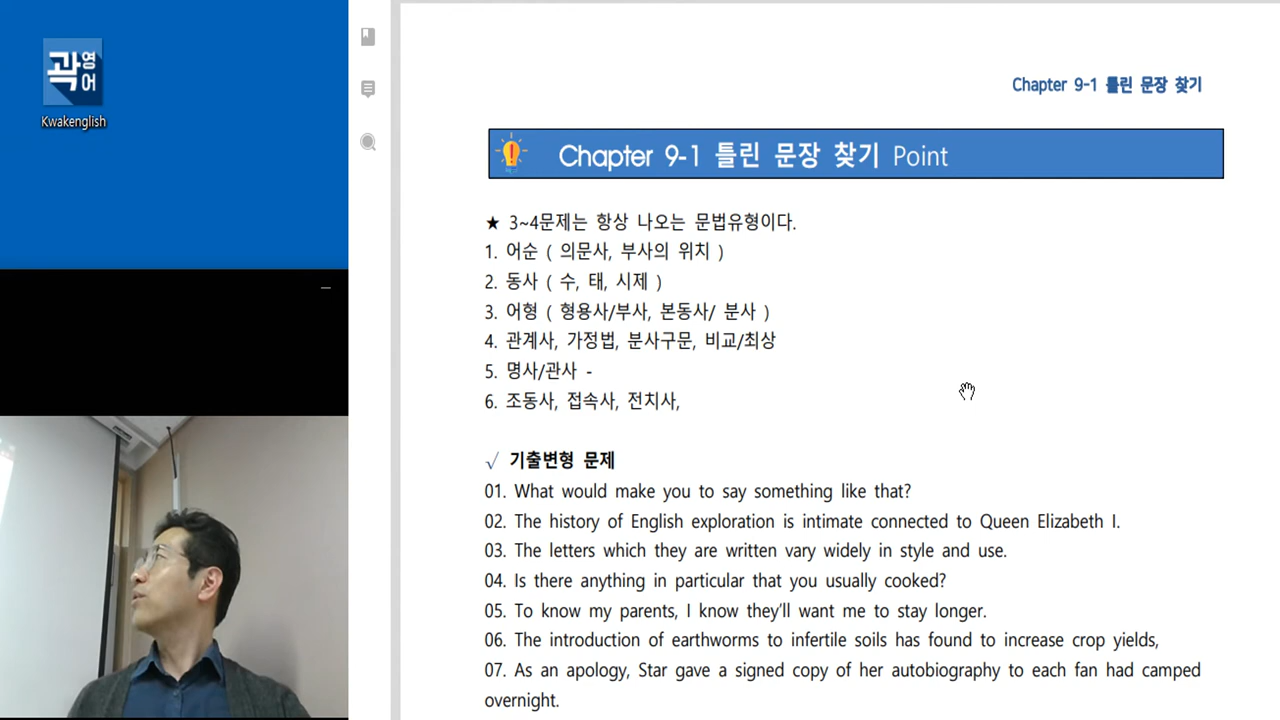 곽영어
Kwakenglish
Chapter 9-1 틀린 문장 찾기
Chapter 9-1 틀린 문장 찾기 Point
★ 3~4문제는 항상 나오는 문법유형이다.
1. 어순 ( 의문사, 부사의 위치 )
2. 동사 ( 수, 태, 시제 )
3. 어형 ( 형용사/부사, 본동사/ 분사 )
4. 관계사, 가정법, 분사구문, 비교/최상
5. 명사/관사 -
6. 조동사, 접속사, 전치사,
√ 기출변형 문제
01. What would make you to say something like that?
02. The history of English exploration is intimate connected to Queen Elizabeth I.
03. The letters which they are written vary widely in style and use.
04. Is there anything in particular that you usually cooked?
05. To know my parents, I know they'll want me to stay longer.
06. The introduction of earthworms to infertile soils has found to increase crop yields,
07. As an apology, Star gave a signed copy of her autobiography to each fan had camped
overnight.